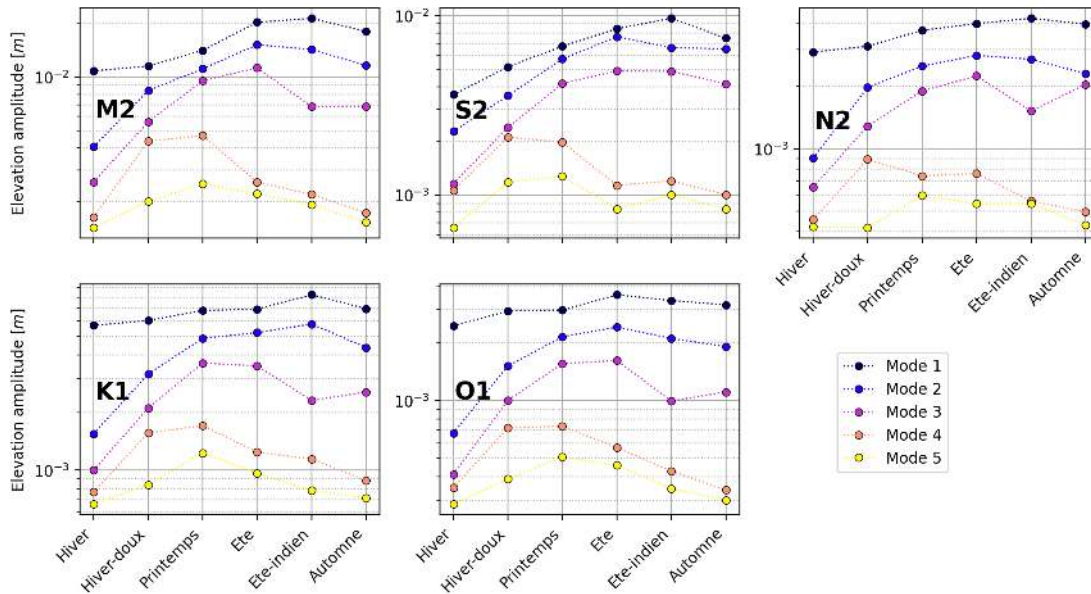 Elevation amplitude [m]
10⁻²
M2
10⁻²
10⁻³
S2
10⁻³
N2
Hiver
Hiver-doux
Printemps
Ete
Ete-indien
Automne
Elevation amplitude [m]
10⁻³
K1
10⁻³
O1
Mode 1
Mode 2
Mode 3
Mode 4
Mode 5
Hiver
Hiver-doux
Printemps
Ete
Ete-indien
Automne
Hiver
Hiver-doux
Printemps
Ete
Ete-indien
Automne